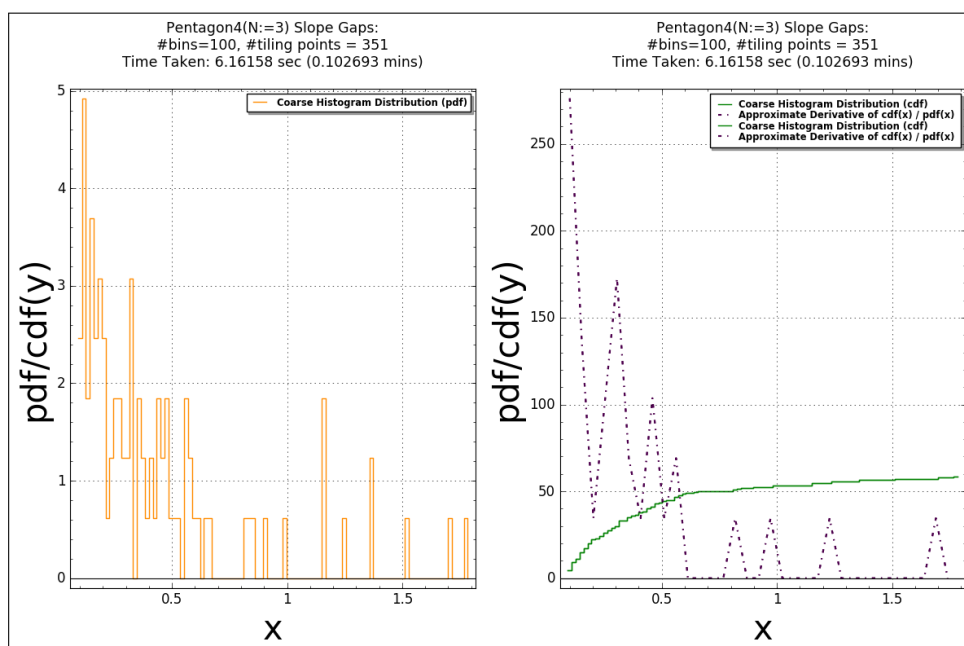 Pentagon4(N:=3) Slope Gaps:
#bins=100, #tiling points = 351
Time Taken: 6.16158 sec (0.102693 mins)
Coarse Histogram Distribution (pdf)
pdf/cdf(y)
5
4
3
2
1
0
0.5
1
1.5
x
Pentagon4(N:=3) Slope Gaps:
#bins=100, #tiling points = 351
Time Taken: 6.16158 sec (0.102693 mins)
Coarse Histogram Distribution (cdf)
Approximate Derivative of cdf(x) / pdf(x)
Coarse Histogram Distribution (cdf)
Approximate Derivative of cdf(x) / pdf(x)
pdf/cdf(y)
250
200
150
100
50
0
0.5
1
1.5
x